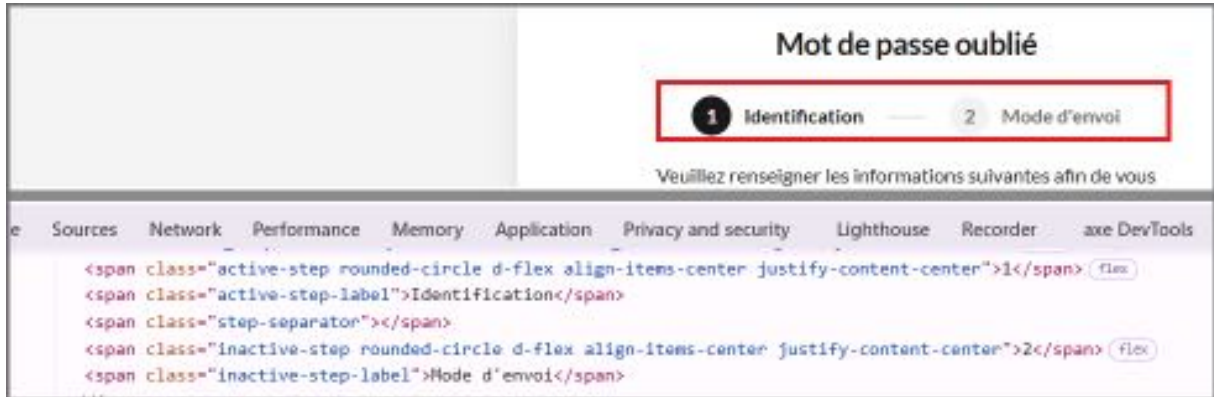 Mot de passe oublié
1 Identification 2 Mode d'envoi
Veuillez renseigner les informations suivantes afin de vous
e Sources Network Performance Memory Application Privacy and security Lighthouse Recorder axe DevTools
<span class="active-step rounded-circle d-flex align-items-center justify-content-center">1</span> flex
<span class="active-step-label">Identification</span>
<span class="step-separator"></span>
<span class="inactive-step rounded-circle d-flex align-items-center justify-content-center">2</span> flex
<span class="inactive-step-label">Mode d'envoi</span>